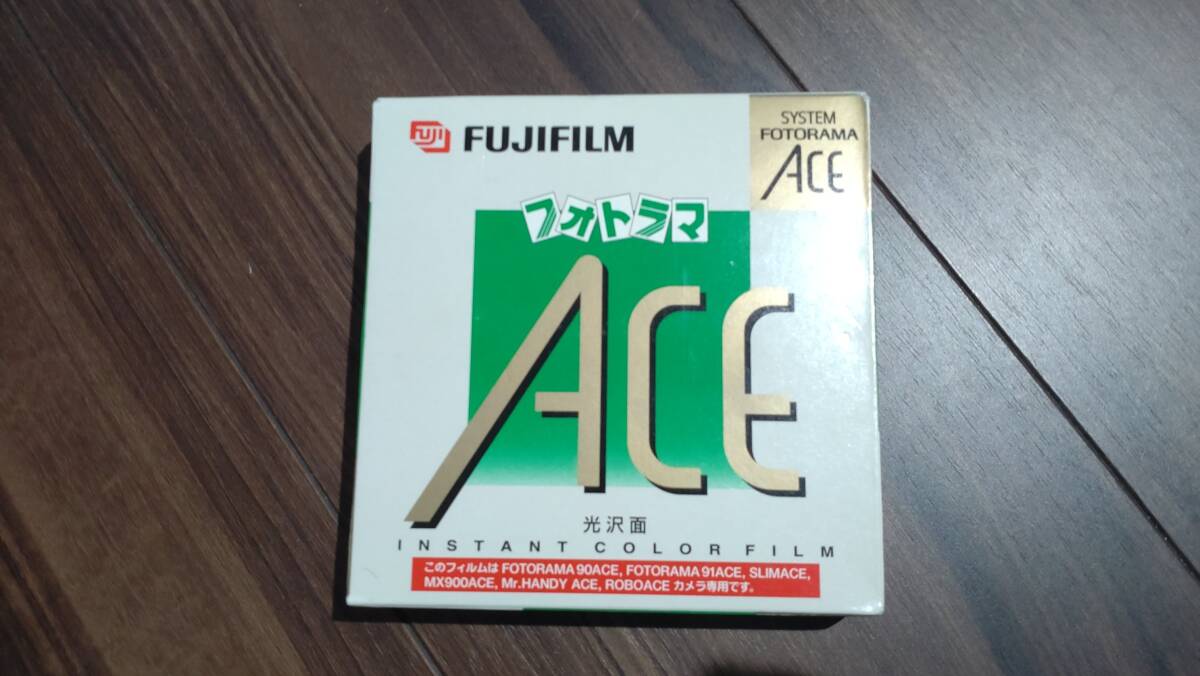 FUJI FUJIFILM
SYSTEM
FOTORAMA
ACE
フォトラマ
ACE
光沢面
INSTANT COLOR FILM
このフィルムは FOTORAMA 90ACE, FOTORAMA 91ACE, SLIMACE,
MX900ACE, Mr.HANDY ACE, ROBOACE カメラ専用です。